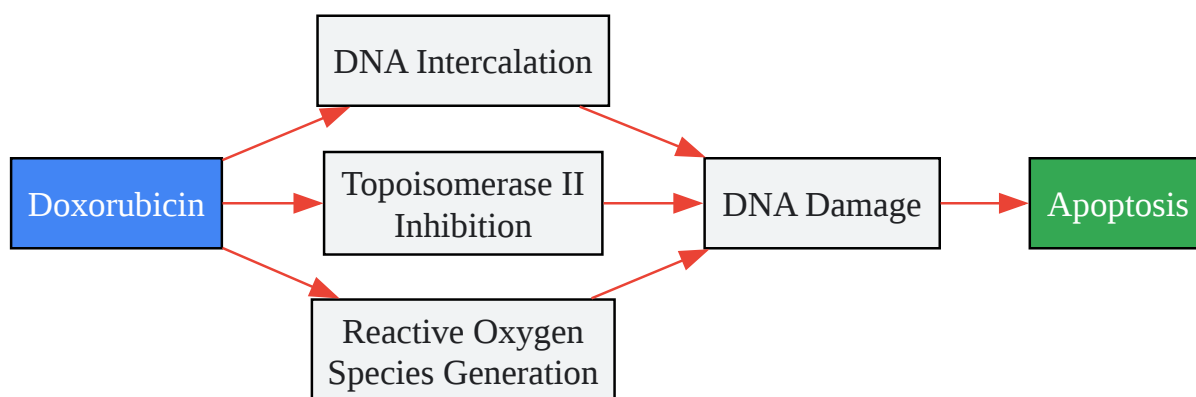 DNA Intercalation
Doxorubicin
Topoisomerase II
Inhibition
DNA Damage
Apoptosis
Reactive Oxygen
Species Generation